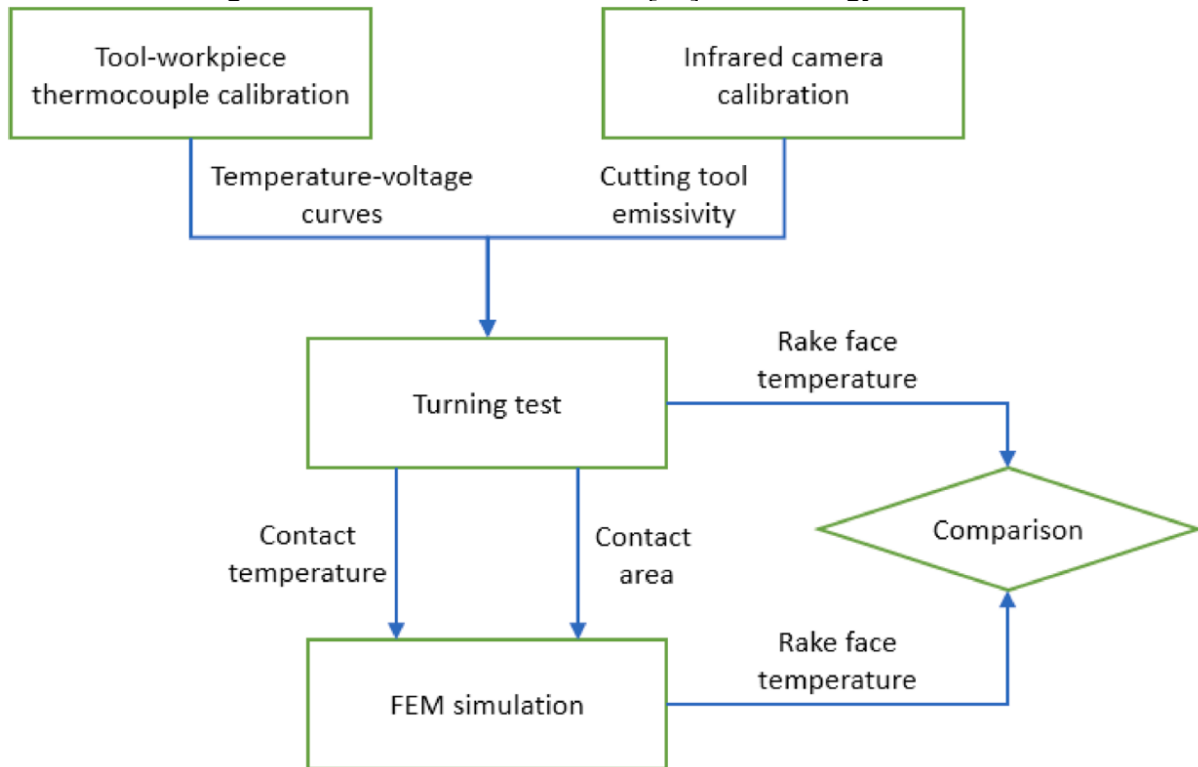 Tool-workpiece
thermocouple calibration
Infrared camera
calibration
Temperature-voltage
curves
Cutting tool
emissivity
Turning test
Rake face
temperature
Contact
temperature
Contact
area
Comparison
FEM simulation
Rake face
temperature